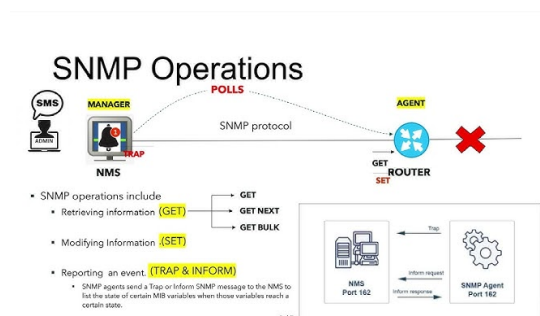 SNMP Operations
POLLS
SMS
MANAGER
AGENT
1
SNMP protocol
ADMIN
TRAP
NMS
GET
SET
ROUTER
SNMP operations include
Retrieving information (GET)
GET
GET NEXT
GET BULK
Modifying Information .(SET)
Reporting an event. (TRAP & INFORM)
SNMP agents send a Trap or Inform SNMP message to the NMS to
list the state of certain MIB variables when those variables reach a
certain state.
Trap
Inform request
Inform response
NMS
Port 162
SNMP Agent
Port 162